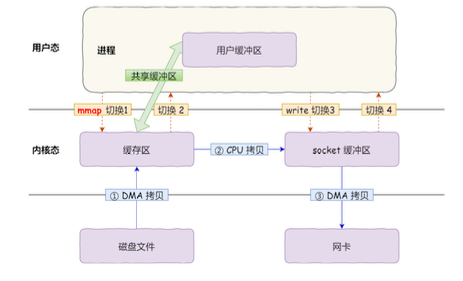 用户态
进程
用户缓冲区
共享缓冲区
mmap 切换1
切换 2
write 切换3
切换 4
内核态
缓存区
② CPU 拷贝
socket 缓冲区
① DMA 拷贝
③ DMA 拷贝
磁盘文件
网卡